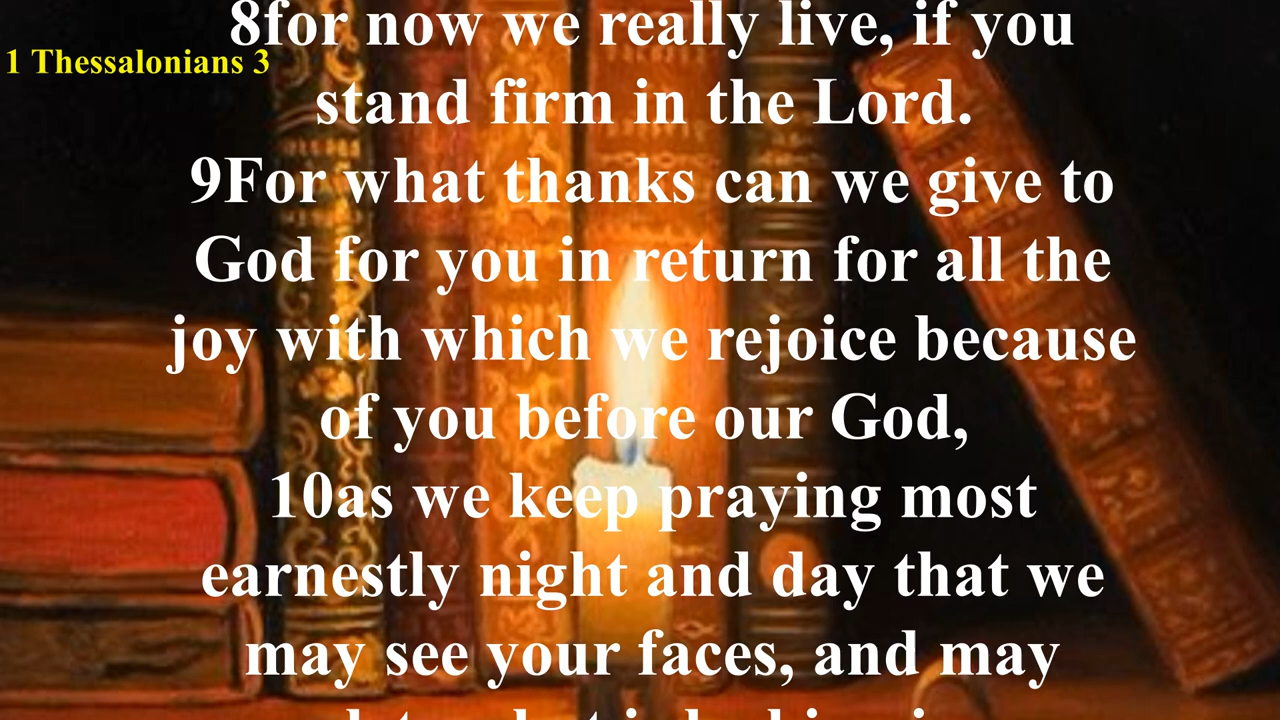 8for now we really live, if you
1 Thessalonians 3
stand firm in the Lord.
9For what thanks can we give to
God for you in return for all the
joy with which we rejoice because
of you before our God,
10as we keep praying most
earnestly night and day that we
may see your faces, and may